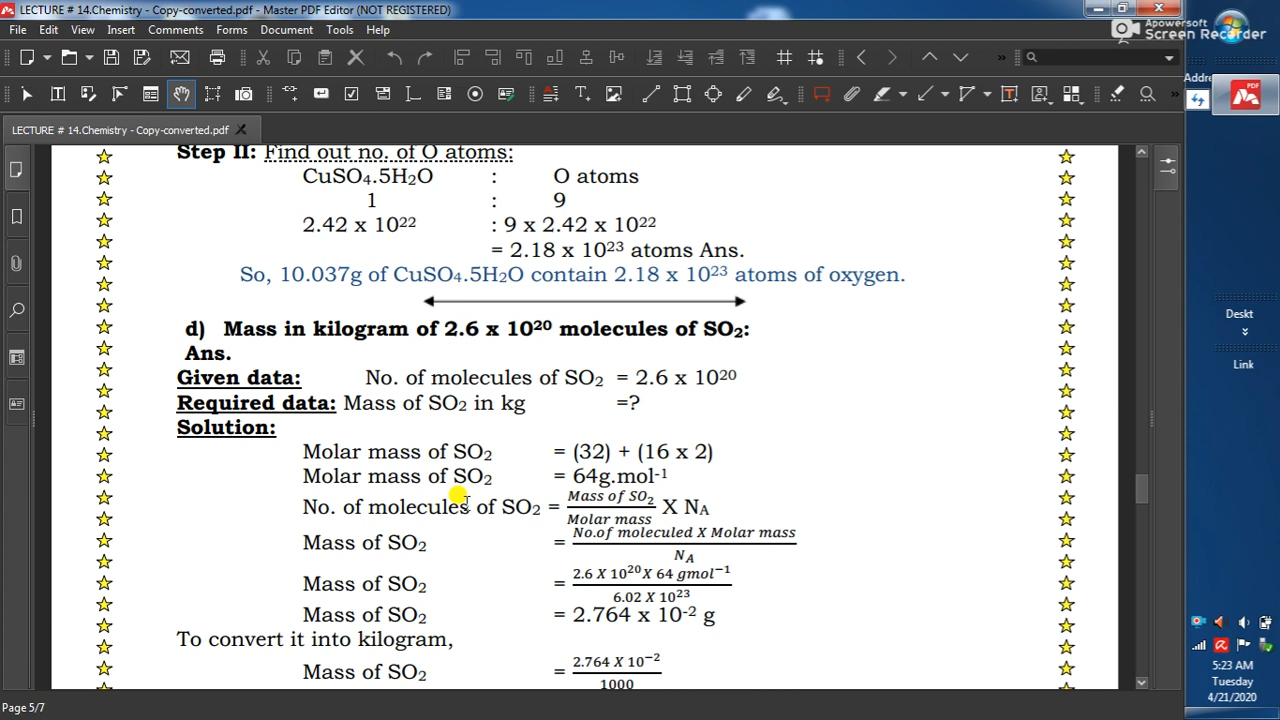 LECTURE # 14.Chemistry - Copy-converted.pdf - Master PDF Editor (NOT REGISTERED)
File Edit View Insert Comments Forms Document Tools Help
Apowersoft
Screen Recorder
Addre
LECTURE # 14.Chemistry - Copy-converted.pdf
Step II: Find out no. of O atoms:
CuSO₄.5H₂O : O atoms
1 : 9
2.42 x 10²² : 9 x 2.42 x 10²²
= 2.18 x 10²³ atoms Ans.
So, 10.037g of CuSO₄.5H₂O contain 2.18 x 10²³ atoms of oxygen.
d) Mass in kilogram of 2.6 x 10²⁰ molecules of SO₂:
Ans.
Given data: No. of molecules of SO₂ = 2.6 x 10²⁰
Required data: Mass of SO₂ in kg =?
Solution:
Molar mass of SO₂ = (32) + (16 x 2)
Molar mass of SO₂ = 64g.mol⁻¹
No. of molecules of SO₂ = Mass of SO₂ / Molar mass X N_A
Mass of SO₂ = No.of moleculed X Molar mass / N_A
Mass of SO₂ = 2.6 X 10²⁰ X 64 gmol⁻¹ / 6.02 X 10²³
Mass of SO₂ = 2.764 x 10⁻² g
To convert it into kilogram,
Mass of SO₂ = 2.764 X 10⁻² / 1000
Page 5/7
PDF
Deskt
Link
5:23 AM
Tuesday
4/21/2020